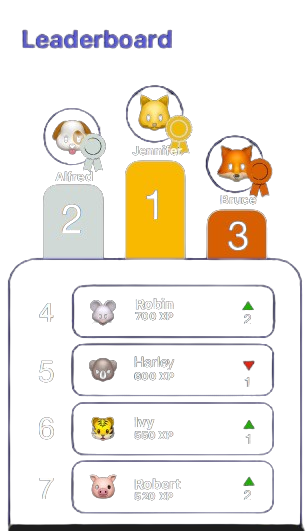 Leaderboard
Jennifer
Alfred
Bruce
1
2
3
4
Robin
700 XP
2
5
Harley
600 XP
1
6
Ivy
550 XP
1
7
Robert
520 XP
2